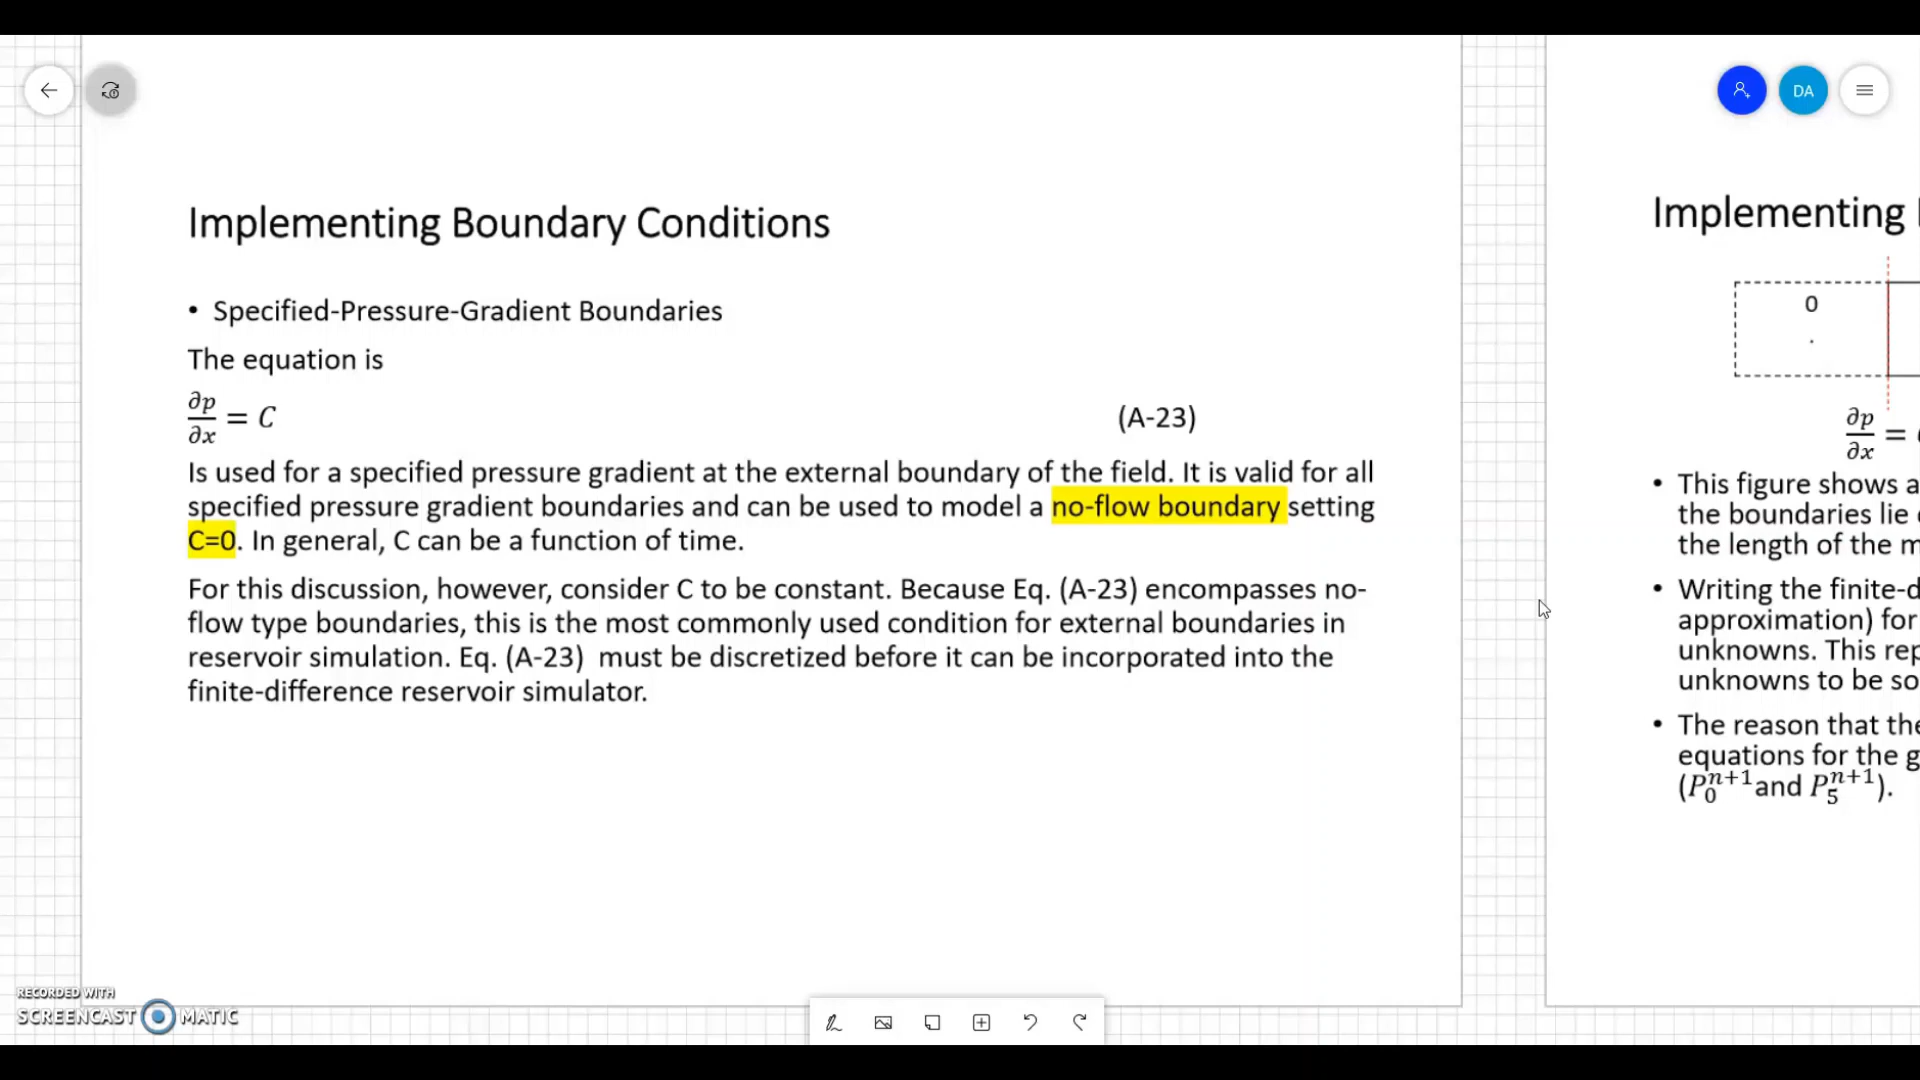 DA
Implementing Boundary Conditions
• Specified-Pressure-Gradient Boundaries
The equation is
∂p/∂x = C (A-23)
Is used for a specified pressure gradient at the external boundary of the field. It is valid for all
specified pressure gradient boundaries and can be used to model a no-flow boundary setting
C=0. In general, C can be a function of time.
For this discussion, however, consider C to be constant. Because Eq. (A-23) encompasses no-
flow type boundaries, this is the most commonly used condition for external boundaries in
reservoir simulation. Eq. (A-23) must be discretized before it can be incorporated into the
finite-difference reservoir simulator.
Implementing
0
∂p/∂x =
• This figure shows a
the boundaries lie
the length of the m
• Writing the finite-d
approximation) for
unknowns. This rep
unknowns to be so
• The reason that the
equations for the g
(P_0^{n+1} and P_5^{n+1}).
RECORDED WITH
SCREENCAST MATIC